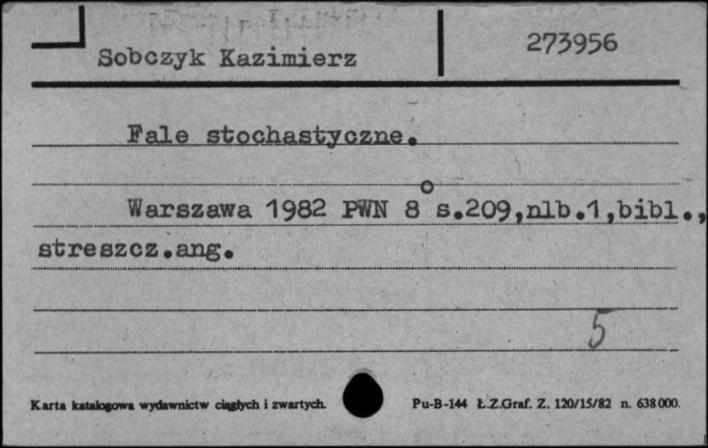 Sobczyk Kazimierz 273956
Fale stochastyczne.
Warszawa 1982 PWN 8° s.209,nlb.1,bibl.,
streszcz.ang.
5
Karta katalogowa wydawnictw ciągłych i zwartych. Pu-B-144 Ł.Z.Graf. Z. 120/15/82 n. 638000.